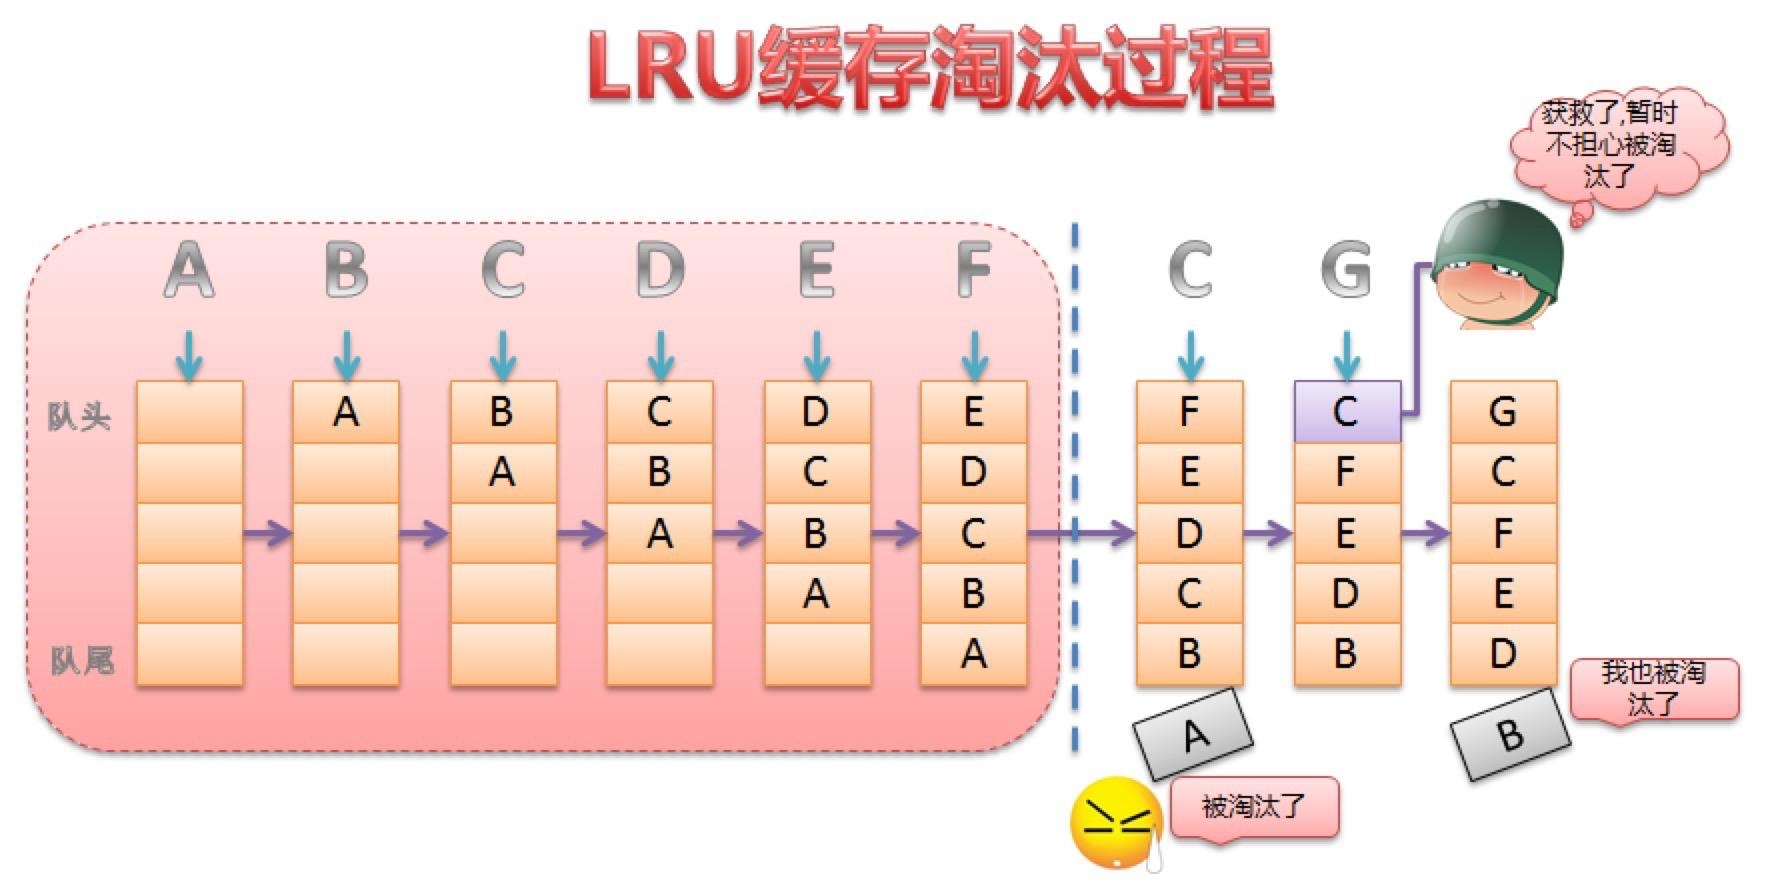 LRU缓存淘汰过程
获救了,暂时
不担心被淘
汰了
A B C D E F C G
队头 A B C D E F C G
A B C D E F C
A B C D E F
A B C D E
队尾 A B B D
A B
我也被淘
汰了
被淘汰了